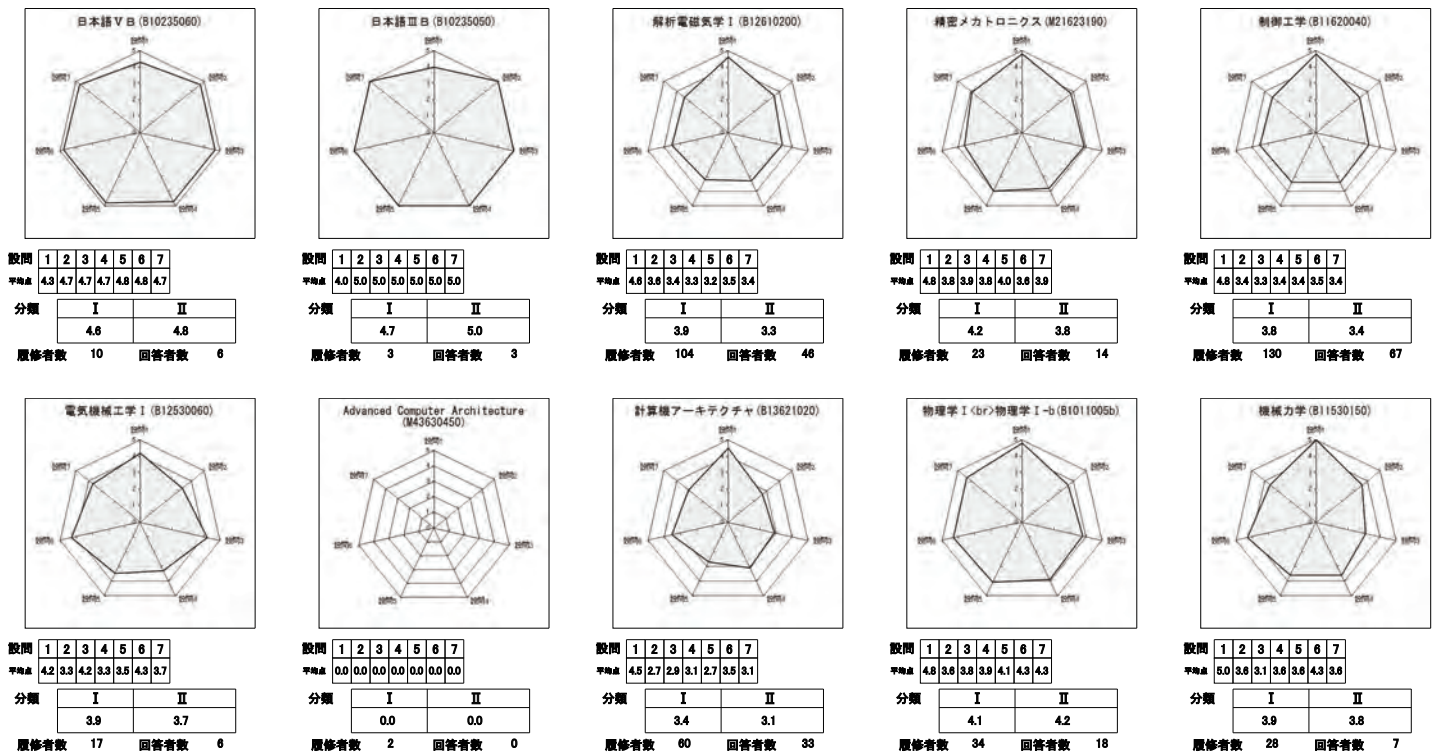 日本語ⅤB(B10235060)
設問1
設問2
設問3
設問4
設問5
設問6
設問7
5
4
3
2
1
設問 1 2 3 4 5 6 7
平均点 4.3 4.7 4.7 4.7 4.8 4.8 4.7
分類 Ⅰ Ⅱ
4.6 4.8
履修者数 10 回答者数 6
日本語ⅢB(B10235050)
設問 1 2 3 4 5 6 7
平均点 4.0 5.0 5.0 5.0 5.0 5.0 5.0
分類 Ⅰ Ⅱ
4.7 5.0
履修者数 3 回答者数 3
解析電磁気学Ⅰ(B12610200)
設問 1 2 3 4 5 6 7
平均点 4.6 3.6 3.4 3.3 3.2 3.5 3.4
分類 Ⅰ Ⅱ
3.9 3.3
履修者数 104 回答者数 46
精密メカトロニクス(M21623190)
設問 1 2 3 4 5 6 7
平均点 4.8 3.8 3.9 3.8 4.0 3.6 3.9
分類 Ⅰ Ⅱ
4.2 3.8
履修者数 23 回答者数 14
制御工学(B11620040)
設問 1 2 3 4 5 6 7
平均点 4.8 3.4 3.3 3.4 3.4 3.5 3.4
分類 Ⅰ Ⅱ
3.8 3.4
履修者数 130 回答者数 67
電気機械工学Ⅰ(B12530060)
設問 1 2 3 4 5 6 7
平均点 4.2 3.3 4.2 3.3 3.5 4.3 3.7
分類 Ⅰ Ⅱ
3.9 3.7
履修者数 17 回答者数 6
Advanced Computer Architecture
(M43630450)
設問 1 2 3 4 5 6 7
平均点 0.0 0.0 0.0 0.0 0.0 0.0 0.0
分類 Ⅰ Ⅱ
0.0 0.0
履修者数 2 回答者数 0
計算機アーキテクチャ(B13621020)
設問 1 2 3 4 5 6 7
平均点 4.5 2.7 2.9 3.1 2.7 3.5 3.1
分類 Ⅰ Ⅱ
3.4 3.1
履修者数 60 回答者数 33
物理学Ⅰ<br>物理学Ⅰ-b(B1011005b)
設問 1 2 3 4 5 6 7
平均点 4.8 3.6 3.8 3.9 4.1 4.3 4.3
分類 Ⅰ Ⅱ
4.1 4.2
履修者数 34 回答者数 18
機械力学(B11530150)
設問 1 2 3 4 5 6 7
平均点 5.0 3.6 3.1 3.6 3.6 4.3 3.6
分類 Ⅰ Ⅱ
3.9 3.8
履修者数 28 回答者数 7